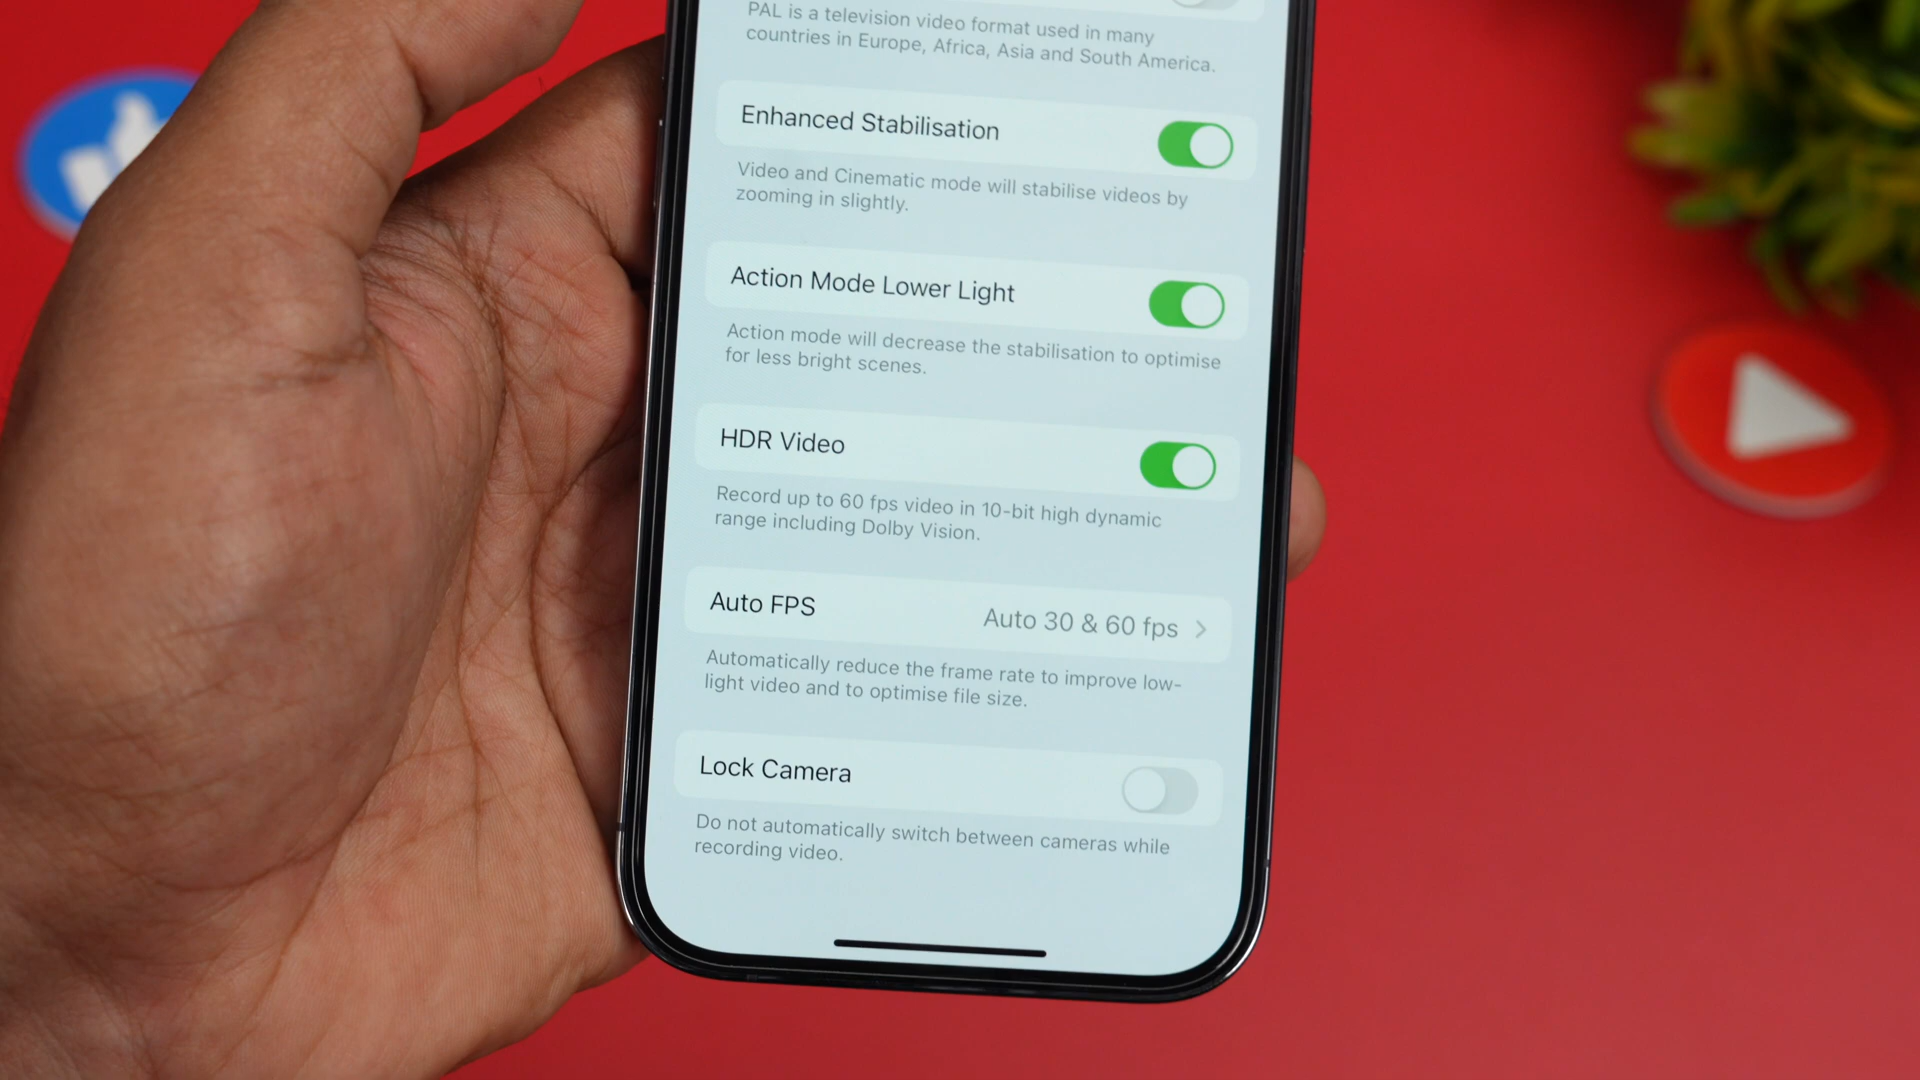 PAL is a television video format used in many
countries in Europe, Africa, Asia and South America.
Enhanced Stabilisation
Video and Cinematic mode will stabilise videos by
zooming in slightly.
Action Mode Lower Light
Action mode will decrease the stabilisation to optimise
for less bright scenes.
HDR Video
Record up to 60 fps video in 10-bit high dynamic
range including Dolby Vision.
Auto FPS Auto 30 & 60 fps
Automatically reduce the frame rate to improve low-
light video and to optimise file size.
Lock Camera
Do not automatically switch between cameras while
recording video.